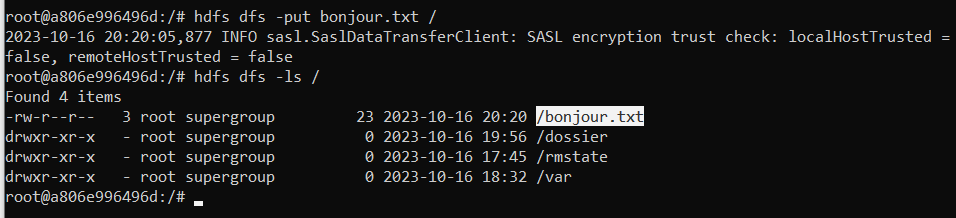 root@a806e996496d:/# hdfs dfs -put bonjour.txt /
2023-10-16 20:20:05,877 INFO sasl.SaslDataTransferClient: SASL encryption trust check: localHostTrusted =
false, remoteHostTrusted = false
root@a806e996496d:/# hdfs dfs -ls /
Found 4 items
-rw-r--r--   3 root supergroup         23 2023-10-16 20:20 /bonjour.txt
drwxr-xr-x   - root supergroup          0 2023-10-16 19:56 /dossier
drwxr-xr-x   - root supergroup          0 2023-10-16 17:45 /rmstate
drwxr-xr-x   - root supergroup          0 2023-10-16 18:32 /var
root@a806e996496d:/#